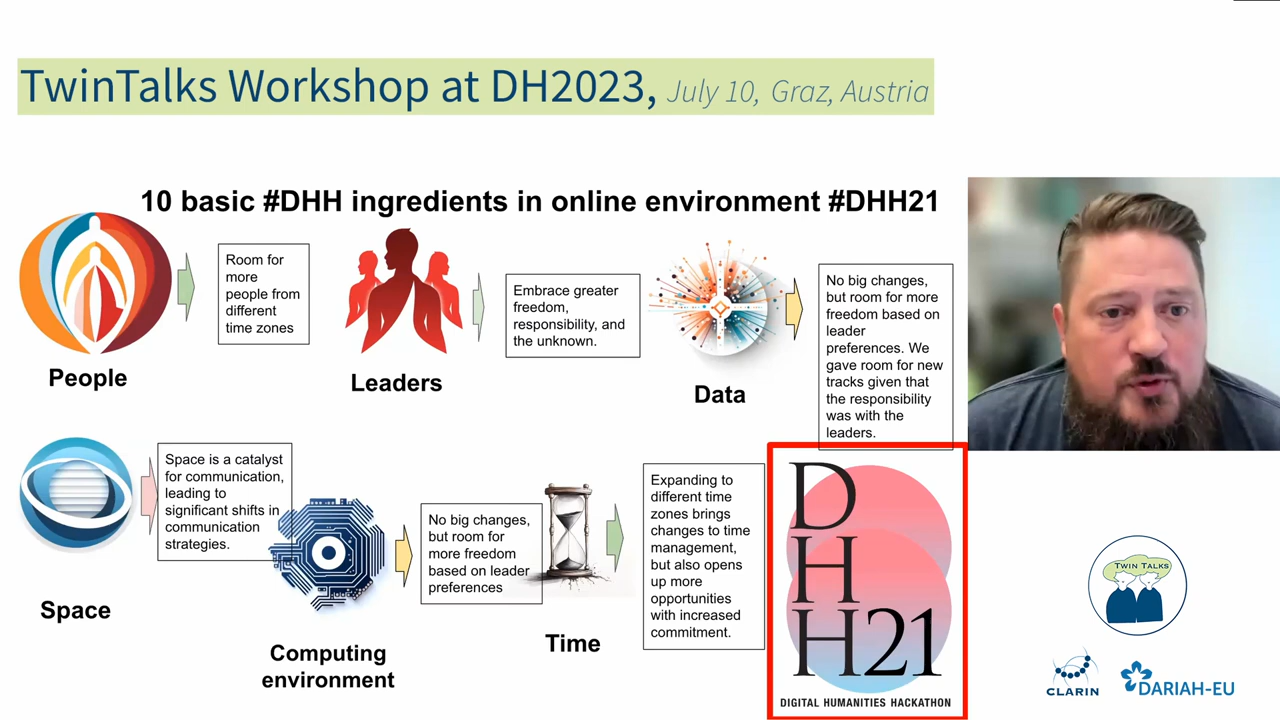 TwinTalks Workshop at DH2023, July 10, Graz, Austria
10 basic #DHH ingredients in online environment #DHH21
People
Room for
more
people from
different
time zones
Leaders
Embrace greater
freedom,
responsibility, and
the unknown.
Data
No big changes,
but room for more
freedom based on
leader
preferences. We
gave room for new
tracks given that
the responsibility
was with the
leaders.
Space
Space is a catalyst
for communication,
leading to
significant shifts in
communication
strategies.
Computing
environment
No big changes,
but room for
more freedom
based on leader
preferences
Time
Expanding to
different time
zones brings
changes to time
management,
but also opens
up more
opportunities
with increased
commitment.
D
H
H21
DIGITAL HUMANITIES HACKATHON
TWIN TALKS
CLARIN
DARIAH-EU